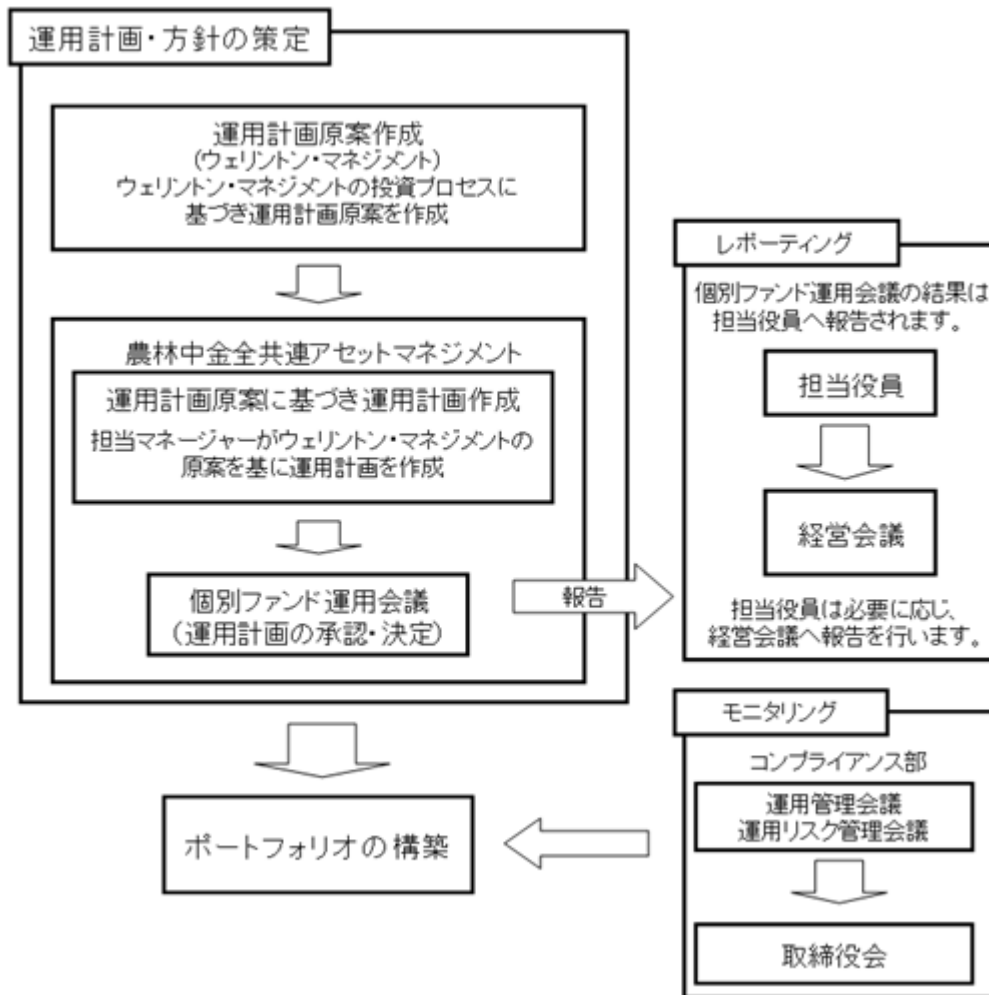 運用計画・方針の策定
運用計画原案作成
(ウェリントン・マネジメント)
ウェリントン・マネジメントの投資プロセスに
基づき運用計画原案を作成
農林中金全共連アセットマネジメント
運用計画原案に基づき運用計画作成
担当マネージャーがウェリントン・マネジメントの
原案を基に運用計画を作成
個別ファンド運用会議
(運用計画の承認・決定)
報告
レポーティング
個別ファンド運用会議の結果は
担当役員へ報告されます。
担当役員
経営会議
担当役員は必要に応じ、
経営会議へ報告を行います。
モニタリング
コンプライアンス部
運用管理会議
運用リスク管理会議
取締役会
ポートフォリオの構築